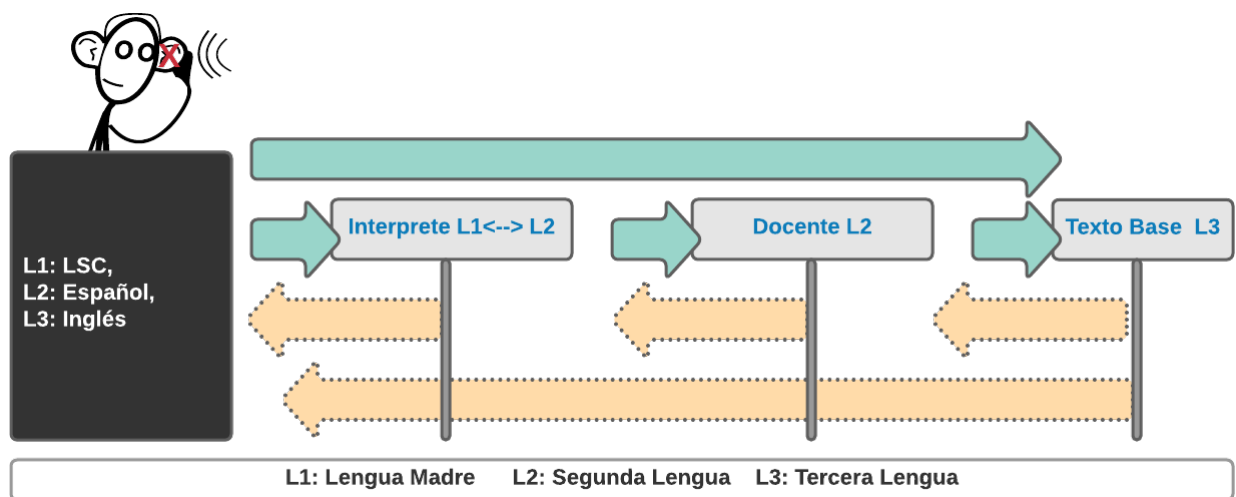 Interprete L1<--> L2
Docente L2
Texto Base L3
L1: LSC,
L2: Español,
L3: Inglés
L1: Lengua Madre L2: Segunda Lengua L3: Tercera Lengua